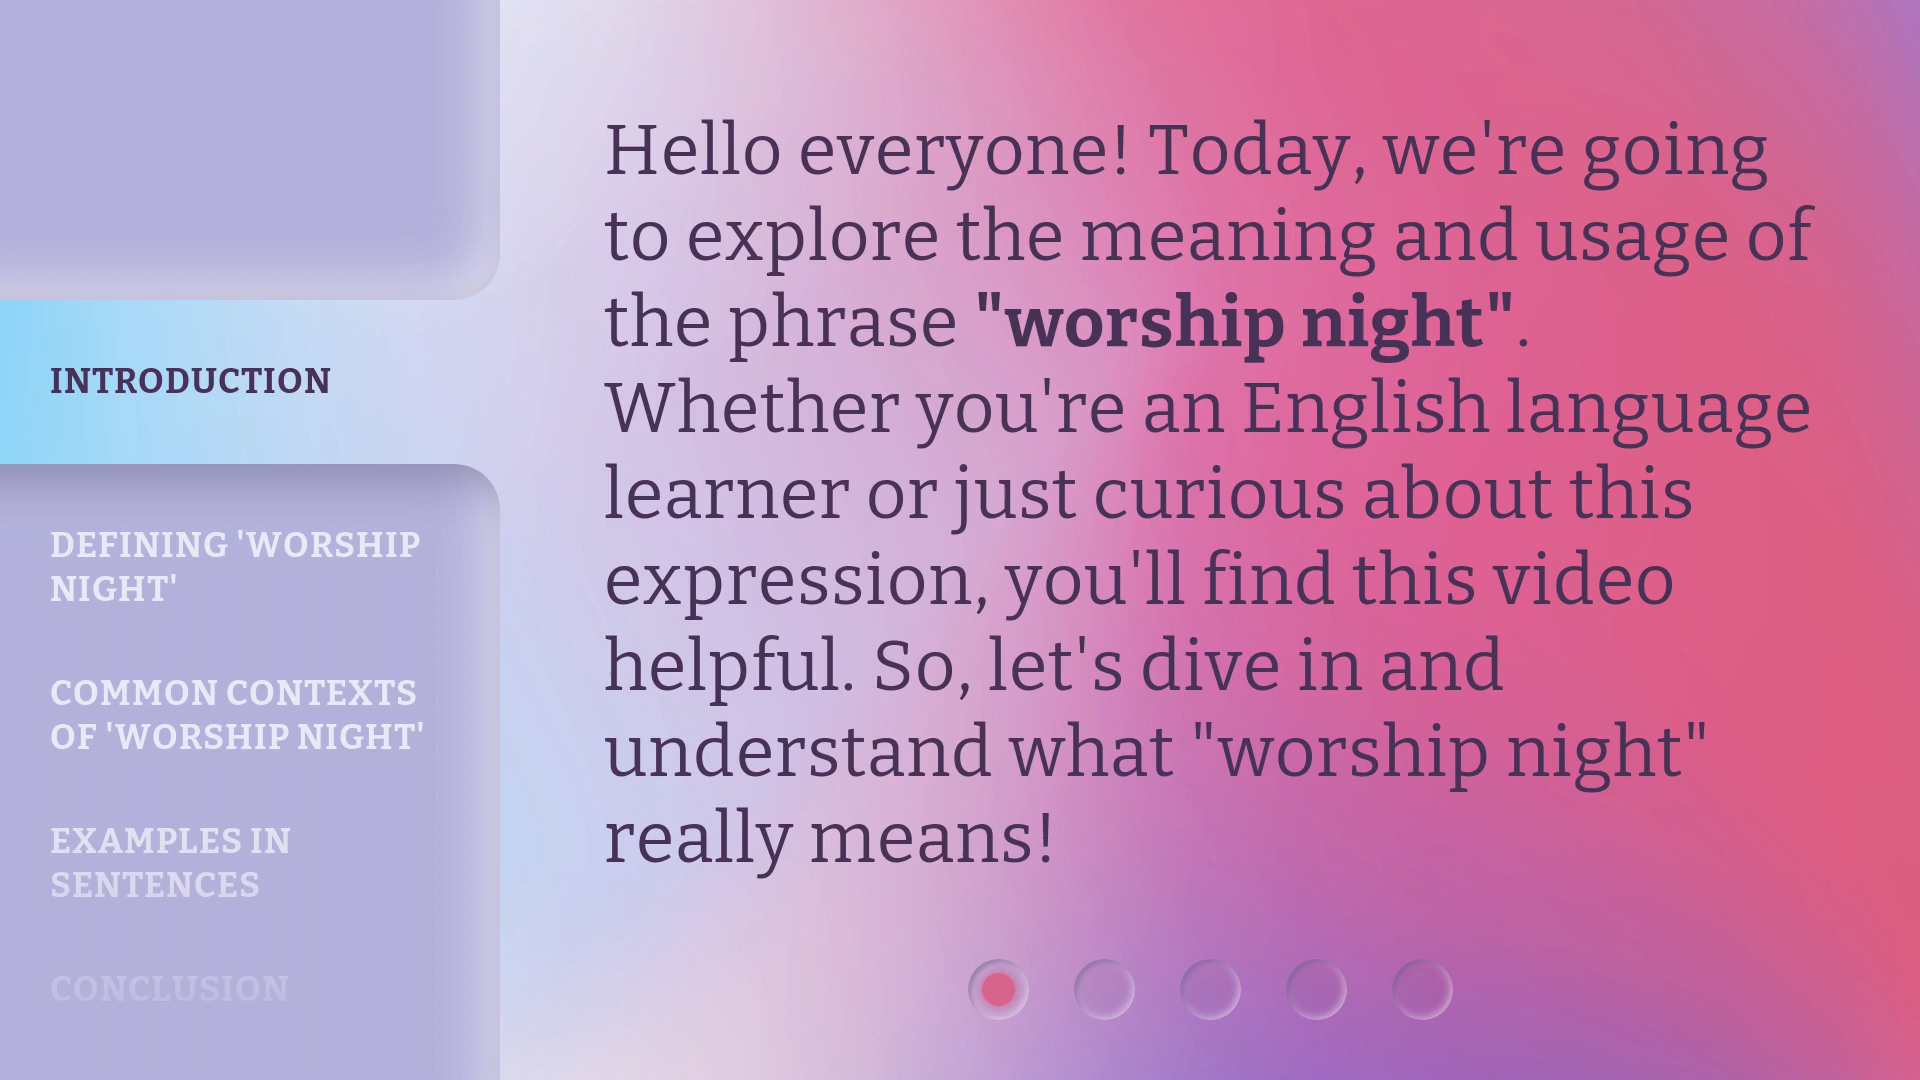 INTRODUCTION
DEFINING 'WORSHIP
NIGHT'
COMMON CONTEXTS
OF 'WORSHIP NIGHT'
EXAMPLES IN
SENTENCES
CONCLUSION
Hello everyone! Today, we're going
to explore the meaning and usage of
the phrase "worship night".
Whether you're an English language
learner or just curious about this
expression, you'll find this video
helpful. So, let's dive in and
understand what "worship night"
really means!